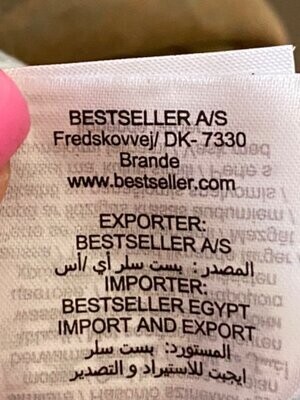 BESTSELLER A/S
Fredskovvej/ DK- 7330
Brande
www.bestseller.com
EXPORTER:
BESTSELLER A/S
المصدر : بست سلر أي /أس
IMPORTER:
BESTSELLER EGYPT
IMPORT AND EXPORT
المستورد: بست سلر
ايجبت للاستيراد و التصدير